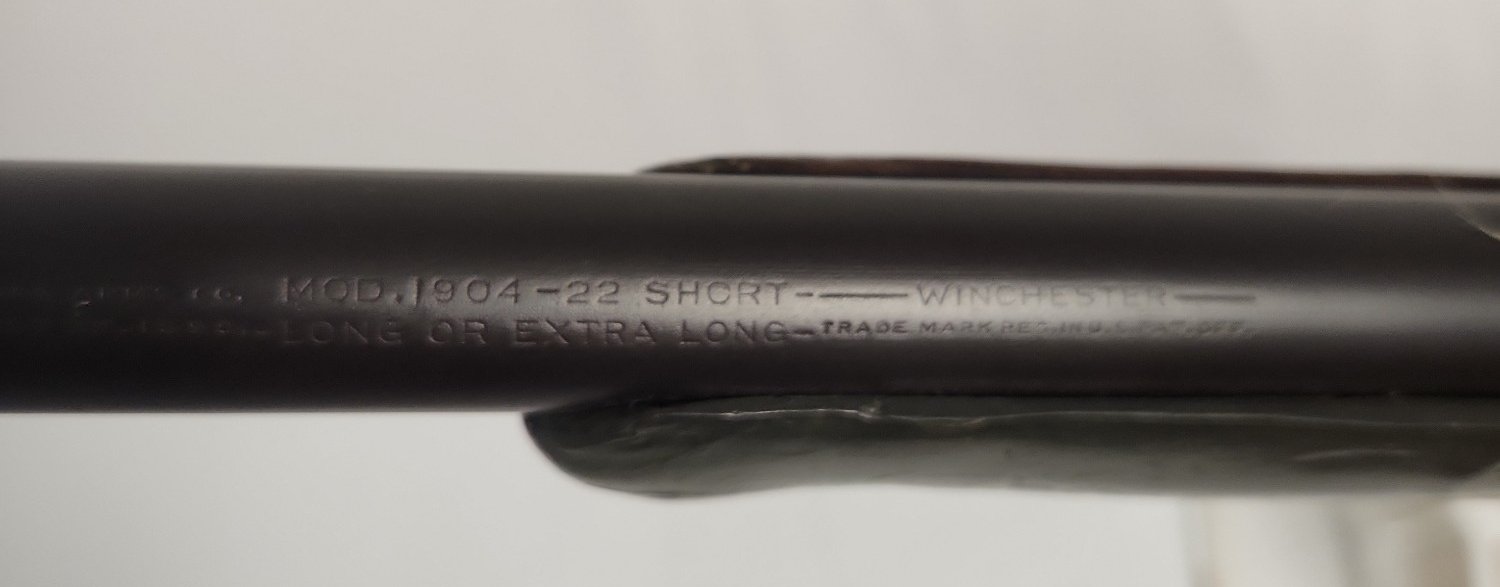 MOD. 1904 -22 SHORT- WINCHESTER
LONG OR EXTRA LONG- TRADE MARK REG. IN U.S. PAT. OFF.